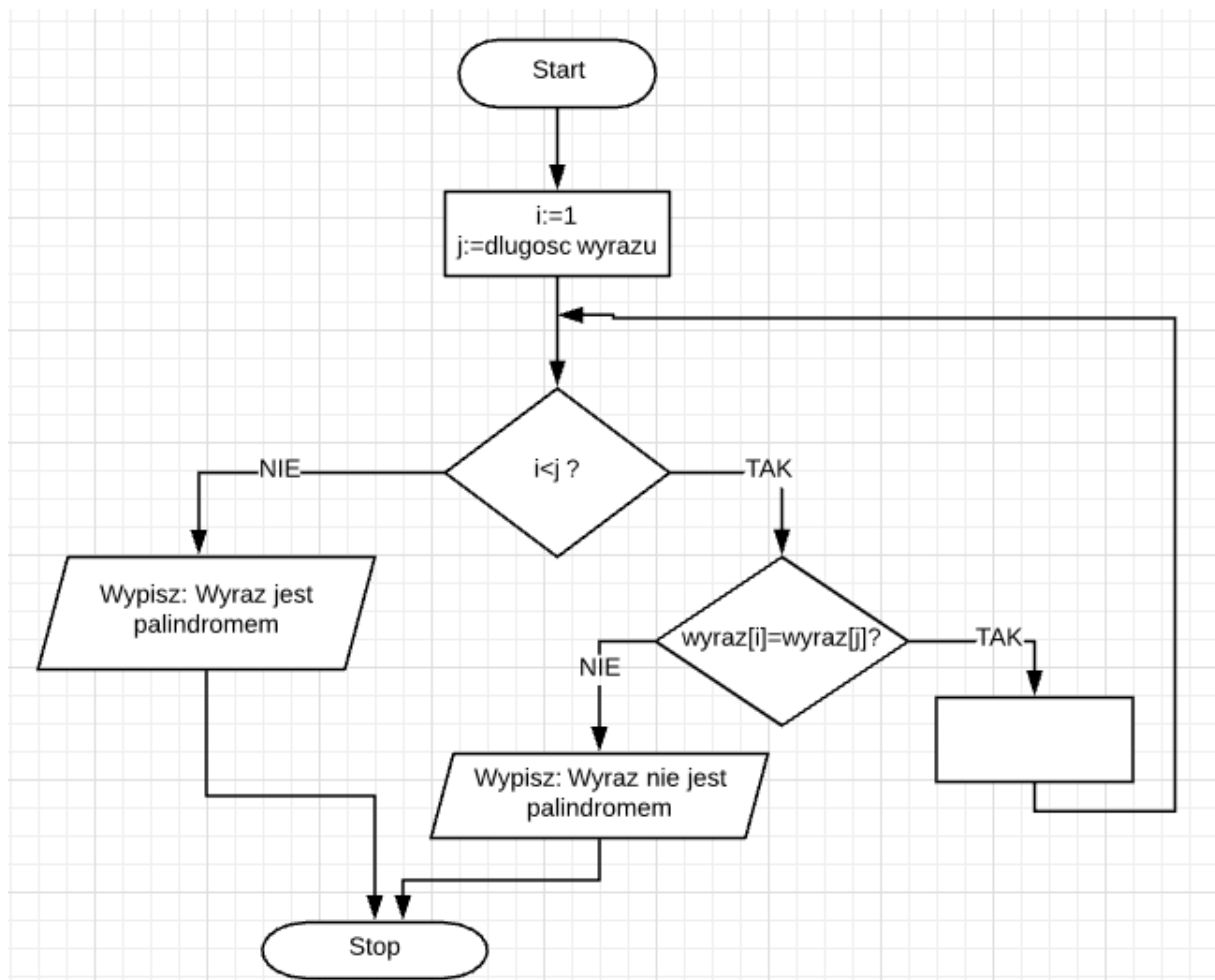 Start
i:=1
j:=dlugosc wyrazu
i<j ?
NIE
TAK
Wypisz: Wyraz jest
palindromem
wyraz[i]=wyraz[j]?
NIE
TAK
Wypisz: Wyraz nie jest
palindromem
Stop